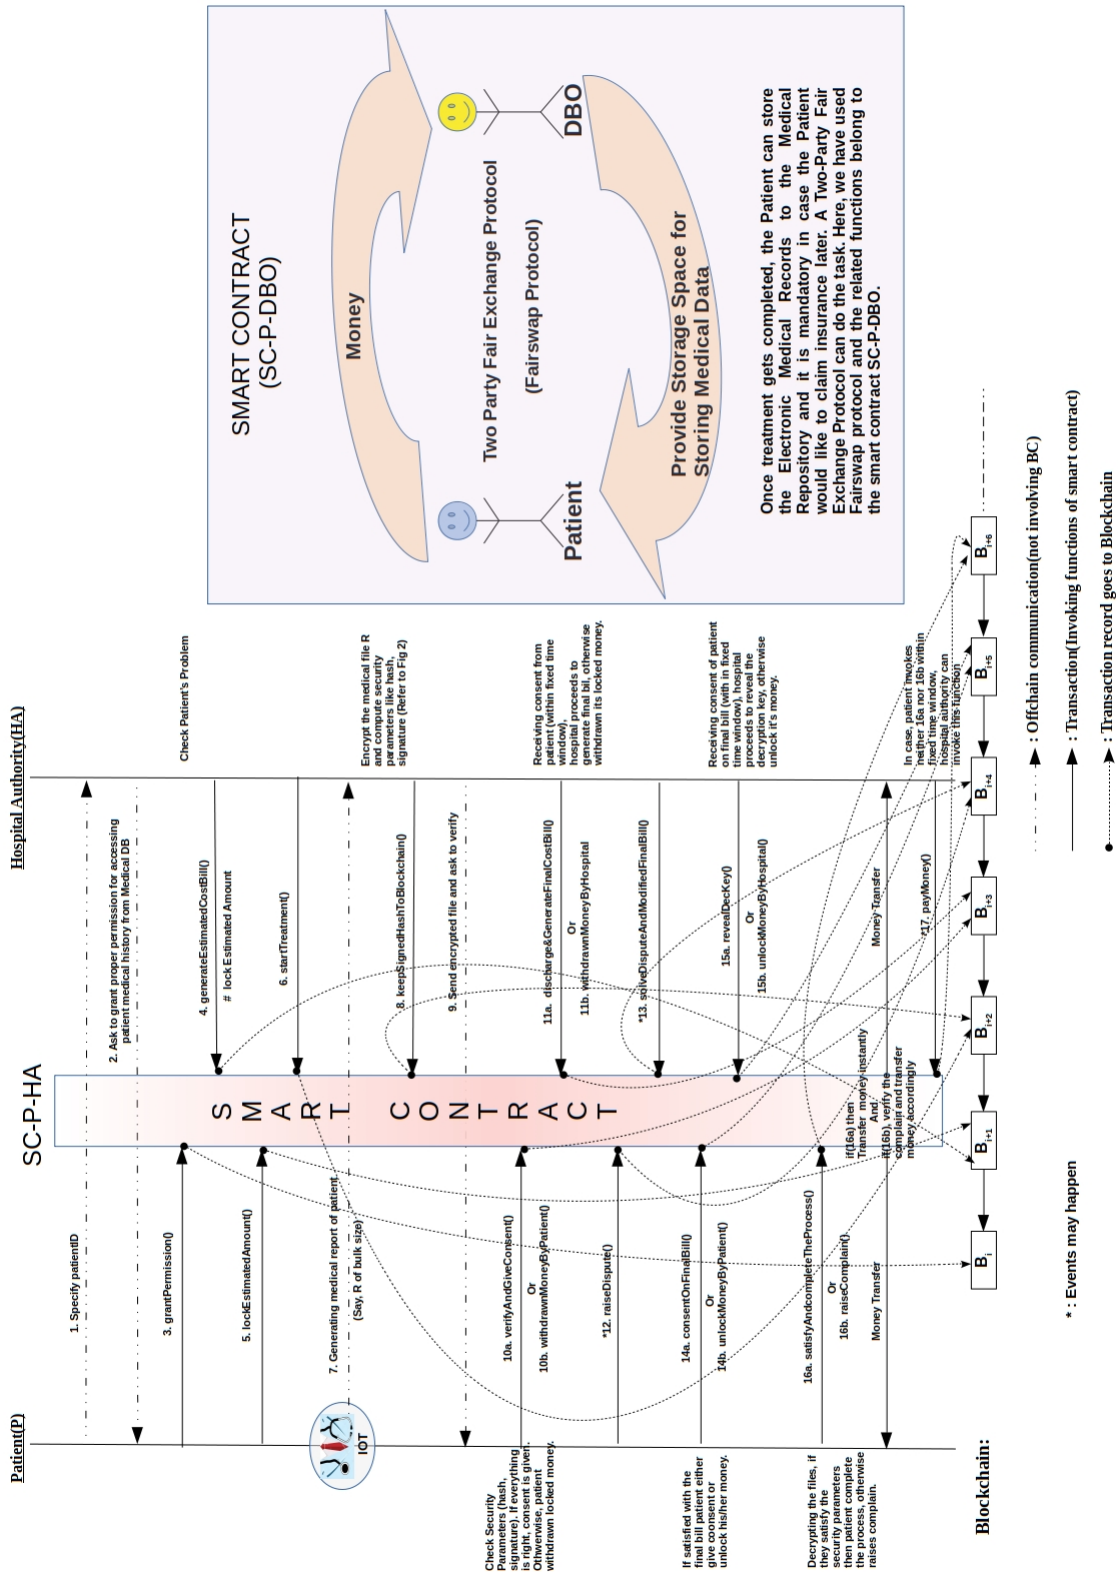 Patient(P)
SC-P-HA
Hospital Authority(HA)
1. Specify patientID
2. Ask to grant proper permission for accessing
patient medical history from Medical DB
Check Patient's Problem
3. grantPermission()
4. generateEstimatedCostBill()
# lock Estimated Amount
5. lockEstimatedAmount()
6. startTreatment()
SMART CONTRACT
IOT
7. Generating medical report of patient.
(Say, R of bulk size)
Encrypt the medical file R
and compute security
parameters like hash,
signature (Refer to Fig 2)
8. keepSignedHashToBlockchain()
9. Send encrypted file and ask to verify
Check Security
Parameters (hash,
signature). If everything
is right, consent is given.
Othwerwise, patient
withdrawn locked money.
10a. verifyAndGiveConsent()
Or
10b. withdrawnMoneyByPatient()
11a. discharge&GenerateFinalCostBill()
Or
11b. withdrawnMoneyByHospital
Receiving consent from
patient (within fixed time
window),
hospital proceeds to
generate final bil, otherwise
withdrawn its locked money.
*12. raiseDispute()
*13. solveDisputeAndModifiedFinalBill()
If satisfied with the
final bill patient either
give coonsent or
unlock his/her money.
14a. consentOnFinalBill()
Or
14b. unlockMoneyByPatient()
15a. revealDecKey()
Or
15b. unlockMoneyByHospital()
Receiving consent of patient
on final bill (with in fixed
time window), hospital
proceeds to reveal the
decryption key, otherwise
unlock it's money.
Decrypting the files, if
they satisfy the
security parameters
then patient complete
the process, otherwise
raises complain.
16a. satisfyAndcompleteTheProcess()
Or
16b. raiseComplain()
Money Transfer
if(16a) then
Transfer money instantly
And
if(16b), verify the
complain and transfer
money accordingly
Money Transfer
*17. payMoney()
In case, patient invokes
neither 16a nor 16b within
fixed time window,
hospital authority can
invoke this function
Blockchain:
B i
B i+1
B i+2
B i+3
B i+4
B i+5
B i+6
* : Events may happen
: Offchain communication(not involving BC)
: Transaction(Invoking functions of smart contract)
: Transaction record goes to Blockchain
SMART CONTRACT
(SC-P-DBO)
Money
Two Party Fair Exchange Protocol
(Fairswap Protocol)
Patient
DBO
Provide Storage Space for
Storing Medical Data
Once treatment gets completed, the Patient can store
the Electronic Medical Records to the Medical
Repository and it is mandatory in case the Patient
would like to claim insurance later. A Two-Party Fair
Exchange Protocol can do the task. Here, we have used
Fairswap protocol and the related functions belong to
the smart contract SC-P-DBO.